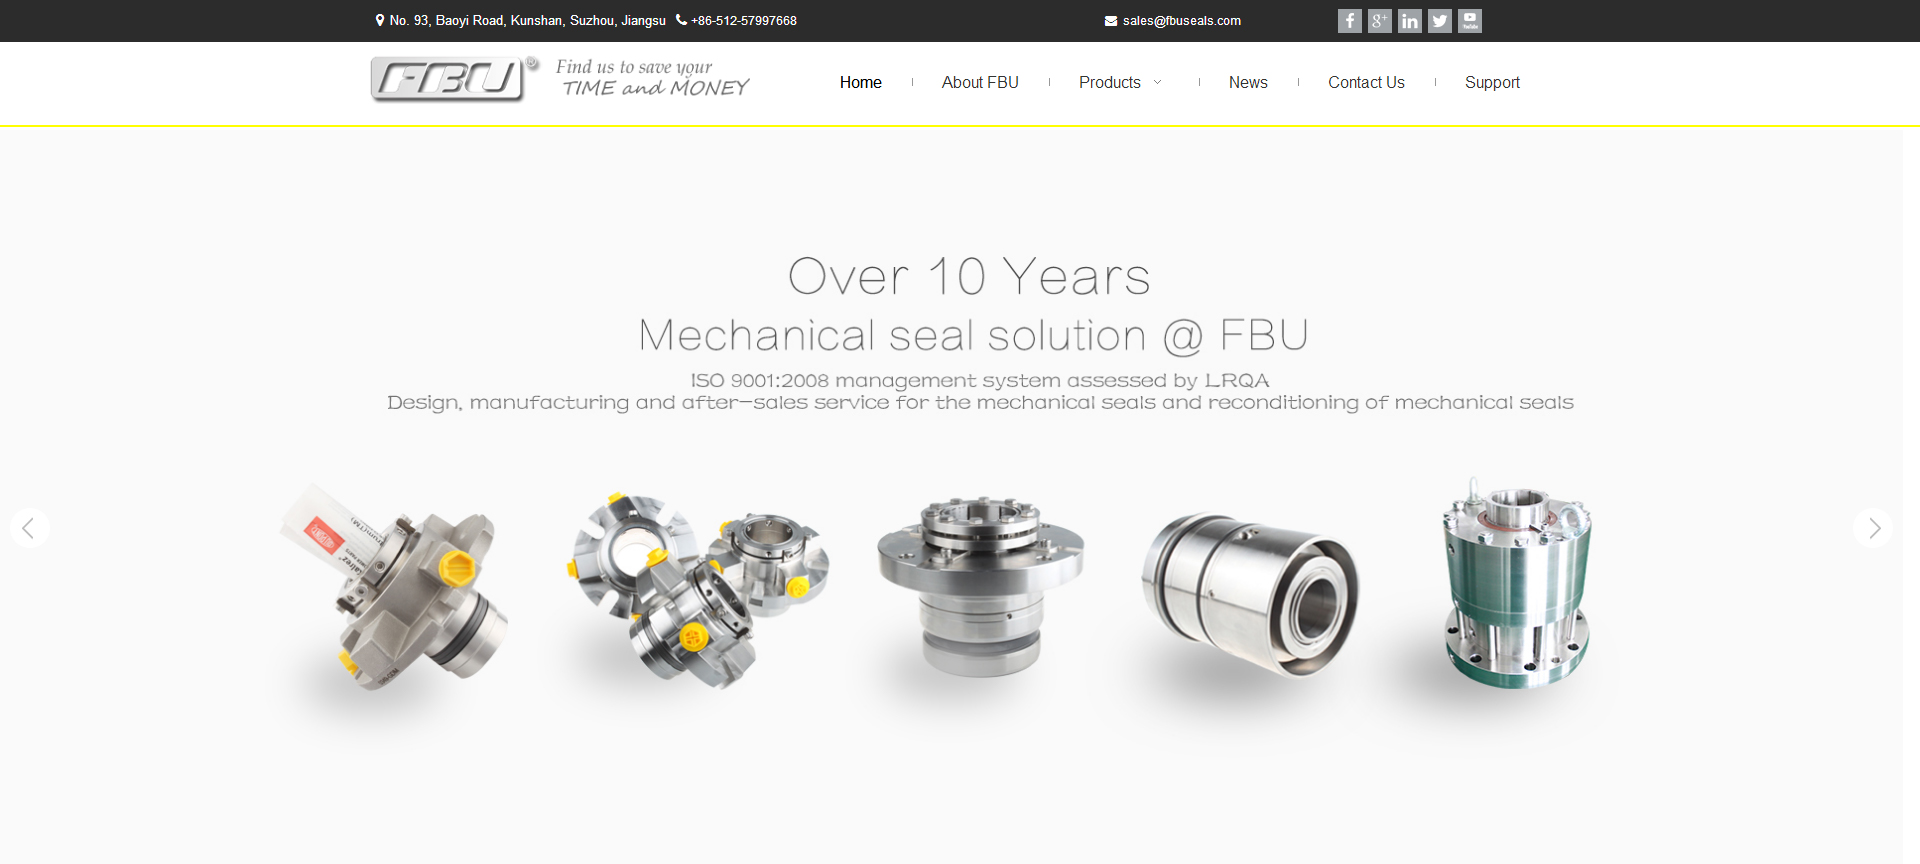 No. 93, Baoyi Road, Kunshan, Suzhou, Jiangsu +86-512-57997668 sales@fbuseals.com
FBU® Find us to save your
TIME and MONEY
Home About FBU Products News Contact Us Support
Over 10 Years
Mechanical seal solution @ FBU
ISO 9001:2008 management system assessed by LRQA
Design, manufacturing and after-sales service for the mechanical seals and reconditioning of mechanical seals